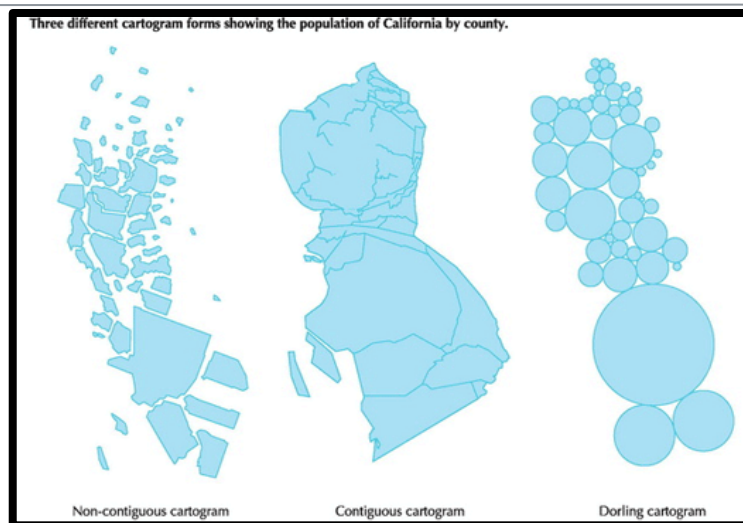 Three different cartogram forms showing the population of California by county.
Non-contiguous cartogram
Contiguous cartogram
Dorling cartogram